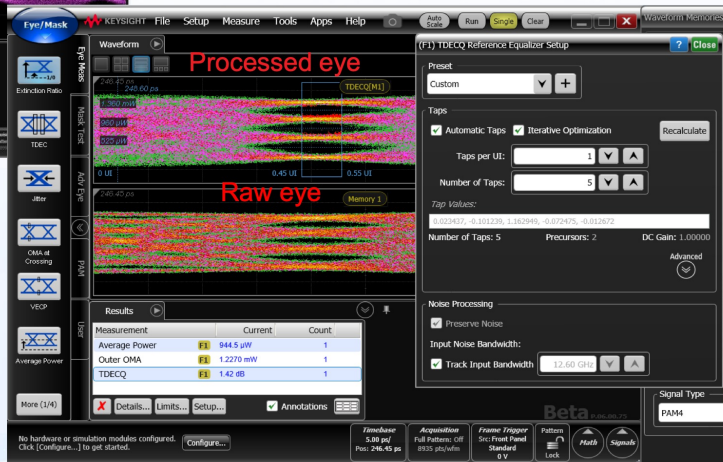 Eye/Mask
KEYSIGHT File Setup Measure Tools Apps Help
Auto Scale
Run
Single
Clear
Waveform Memories
Eye Meas
Mask Test
Adv Eye
PAM
User
Extinction Ratio
TDEC
Jitter
OMA at
Crossing
VECP
Average Power
More (1/4)
Waveform
Processed eye
246.45 ps
248.60 ps
TDECQ[M1]
1.360 mW
960 µW
525 µW
0 UI
0.45 UI
0.55 UI
246.45 ps
Memory 1
Raw eye
Results
Measurement Current Count
Average Power F1 944.5 µW 1
Outer OMA F1 1.2270 mW 1
TDECQ F1 1.42 dB 1
Details... Limits... Setup... Annotations
(F1) TDECQ Reference Equalizer Setup ? Close
Preset
Custom
Taps
Automatic Taps Iterative Optimization Recalculate
Taps per UI: 1
Number of Taps: 5
Tap Values:
0.023437, -0.101239, 1.162949, -0.072475, -0.012672
Number of Taps: 5 Precursors: 2 DC Gain: 1.00000
Advanced
Noise Processing
Preserve Noise
Input Noise Bandwidth:
Track Input Bandwidth 12.60 GHz
Beta P.06.00.75
Signal Type
PAM4
No hardware or simulation modules configured.
Click [Configure...] to get started.
Configure...
Timebase
5.00 ps/
Pos: 246.45 ps
Acquisition
Full Pattern: Off
8935 pts/wfm
Frame Trigger
Src: Front Panel
Standard
0 V
Pattern
Lock
Math
Signals